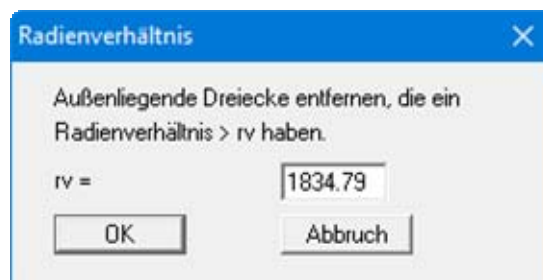 Radienverhältnis
Außenliegende Dreiecke entfernen, die ein
Radienverhältnis > rv haben.
rv = 1834.79
OK Abbruch